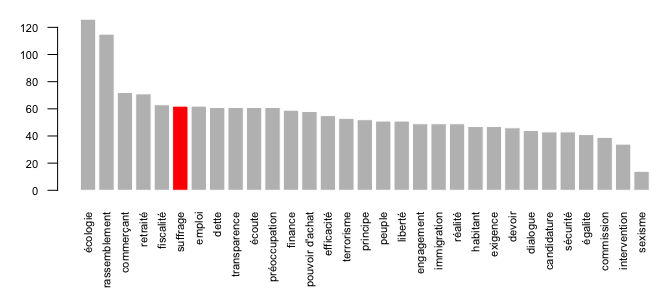 120
100
80
60
40
20
0
écologie
rassemblement
commerçant
retraité
fiscalité
suffrage
emploi
dette
transparence
écoute
préoccupation
finance
pouvoir d'achat
efficacité
terrorisme
principe
peuple
liberté
engagement
immigration
réalité
habitant
exigence
devoir
dialogue
candidature
sécurité
égalite
commission
intervention
sexisme